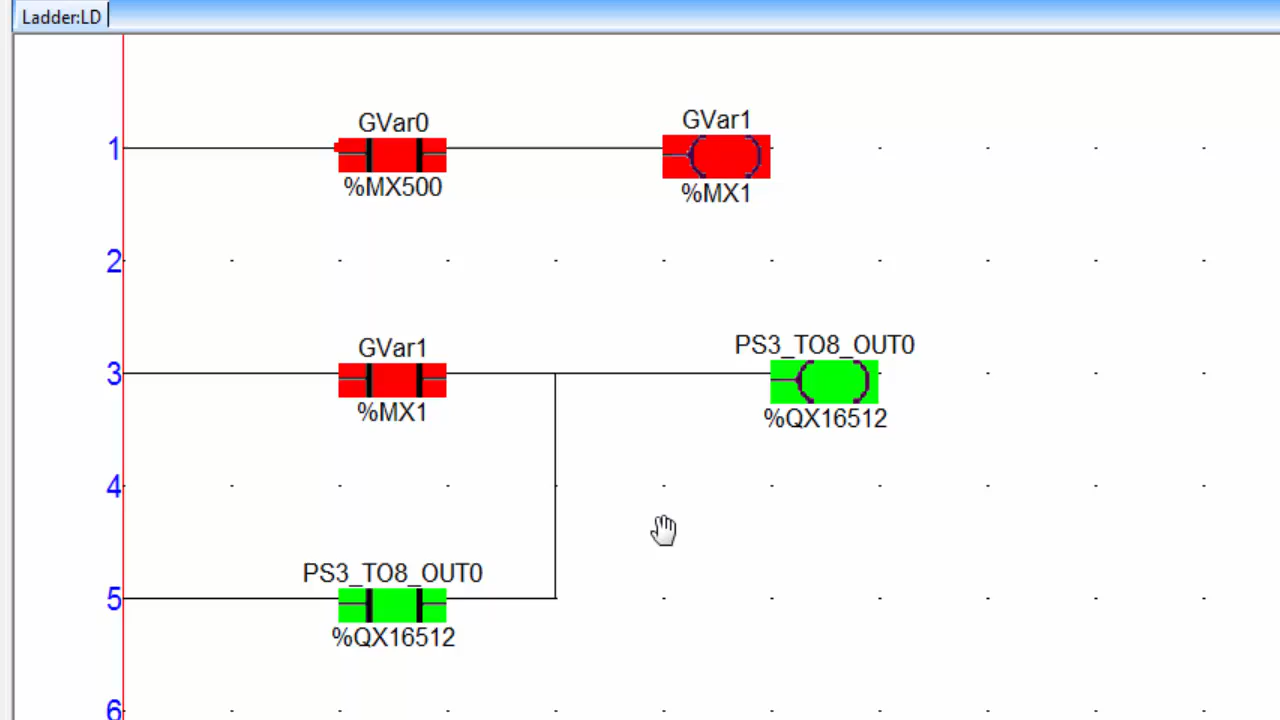 Ladder:LD
GVar0
GVar1
1
%MX500
%MX1
2
GVar1
PS3_TO8_OUT0
3
%MX1
%QX16512
4
PS3_TO8_OUT0
5
%QX16512
6